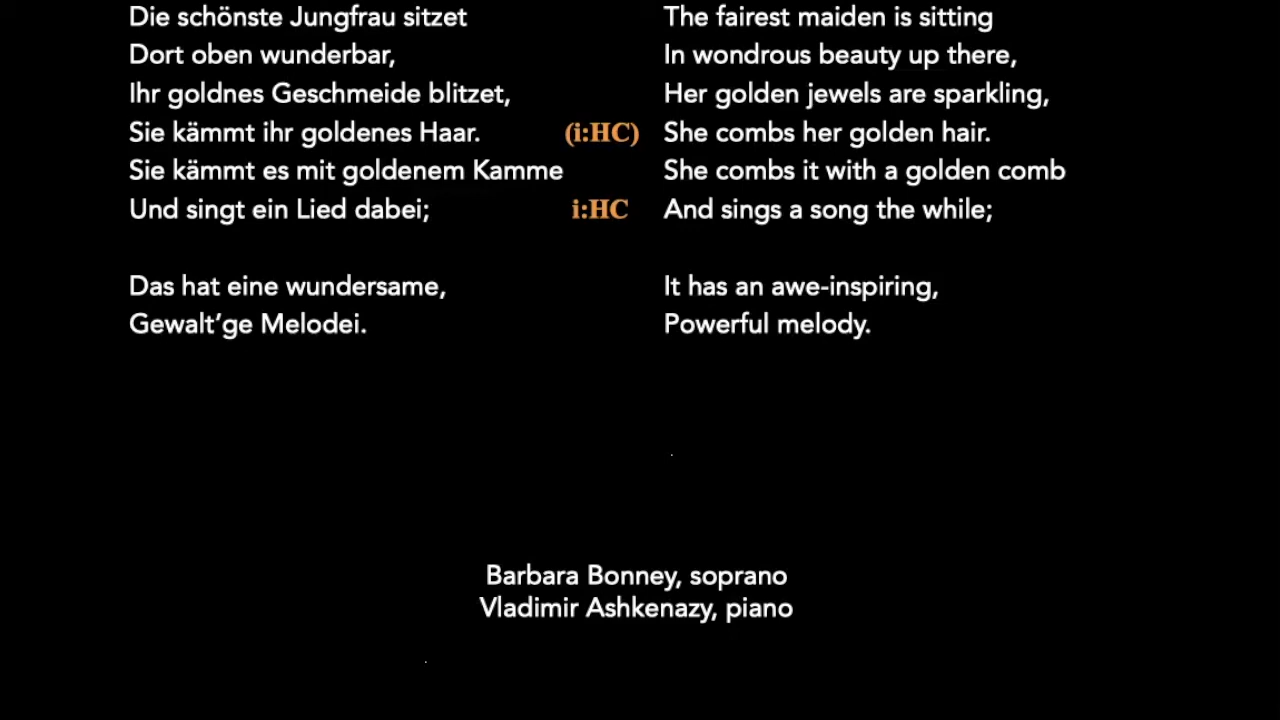 Die schönste Jungfrau sitzet
Dort oben wunderbar,
Ihr goldnes Geschmeide blitzet,
Sie kämmt ihr goldenes Haar. (i:HC)
Sie kämmt es mit goldenem Kamme
Und singt ein Lied dabei; i:HC
Das hat eine wundersame,
Gewalt’ge Melodei.
The fairest maiden is sitting
In wondrous beauty up there,
Her golden jewels are sparkling,
She combs her golden hair.
She combs it with a golden comb
And sings a song the while;
It has an awe-inspiring,
Powerful melody.
Barbara Bonney, soprano
Vladimir Ashkenazy, piano